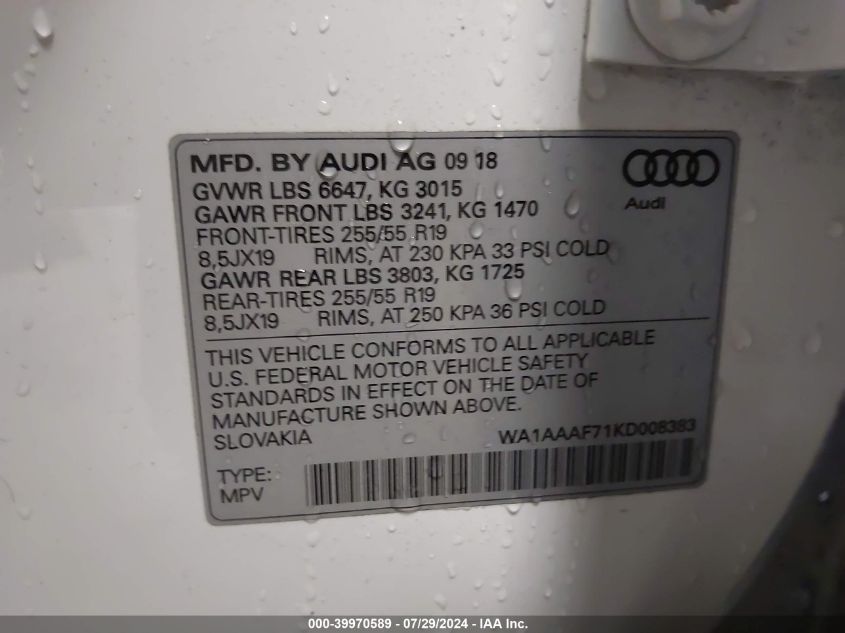 MFD. BY AUDI AG 09 18
GVWR LBS 6647, KG 3015
GAWR FRONT LBS 3241, KG 1470
FRONT-TIRES 255/55 R19
8,5JX19 RIMS, AT 230 KPA 33 PSI COLD
GAWR REAR LBS 3803, KG 1725
REAR-TIRES 255/55 R19
8,5JX19 RIMS, AT 250 KPA 36 PSI COLD
Audi
THIS VEHICLE CONFORMS TO ALL APPLICABLE
U.S. FEDERAL MOTOR VEHICLE SAFETY
STANDARDS IN EFFECT ON THE DATE OF
MANUFACTURE SHOWN ABOVE.
SLOVAKIA WA1AAAF71KD008383
TYPE:
MPV
000-39970589 - 07/29/2024 - IAA Inc.